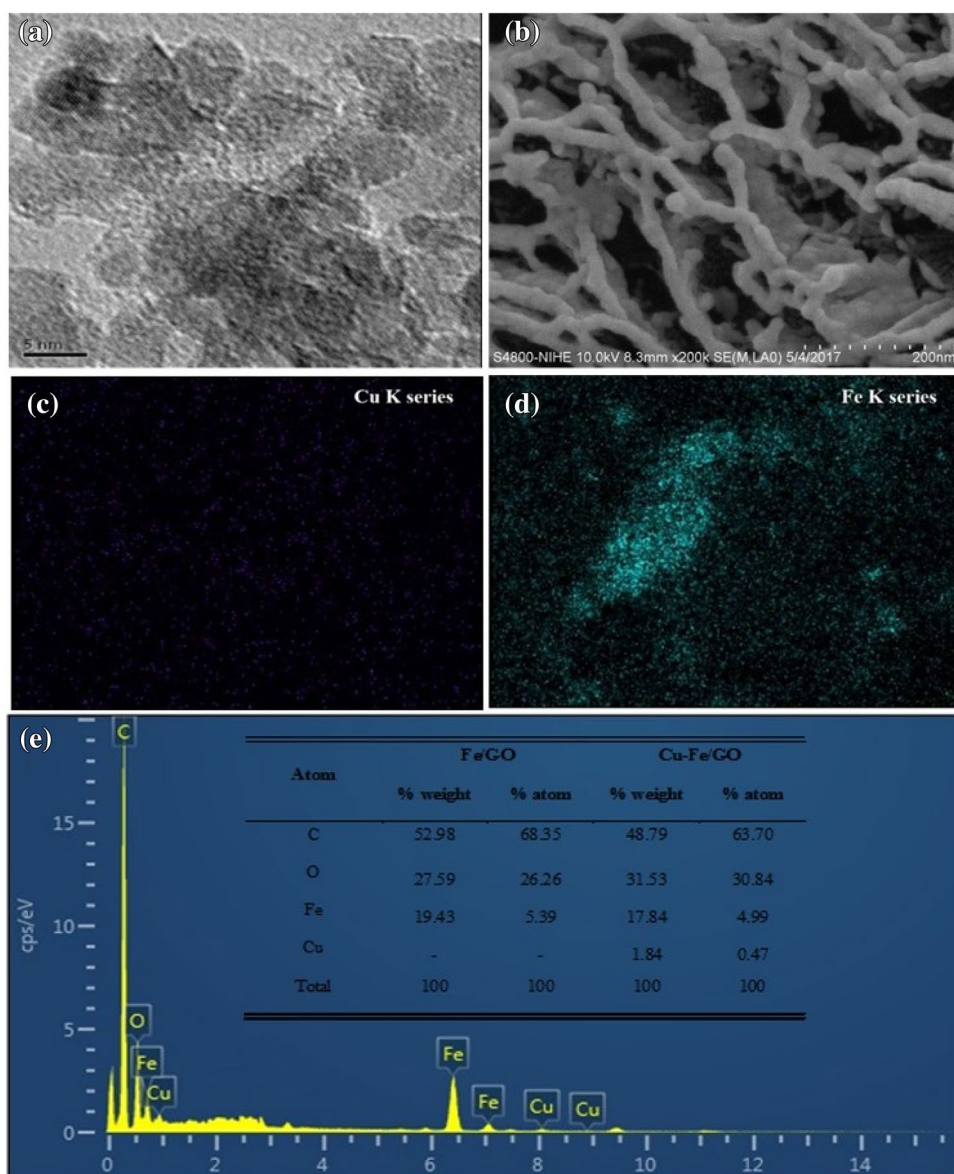 (a)
5 nm
(b)
S4800-NIHE 10.0kV 8.3mm x200k SE(M,LA0) 5/4/2017 200nm
(c) Cu K series
(d) Fe K series
(e)
Atom Fe/GO Cu-Fe/GO
% weight % atom % weight % atom
C 52.98 68.35 48.79 63.70
O 27.59 26.26 31.53 30.84
Fe 19.43 5.39 17.84 4.99
Cu - - 1.84 0.47
Total 100 100 100 100
cps/eV
15
10
5
0
C
O
Fe
Cu
Fe
Fe
Cu
Cu
0 2 4 6 8 10 12 14